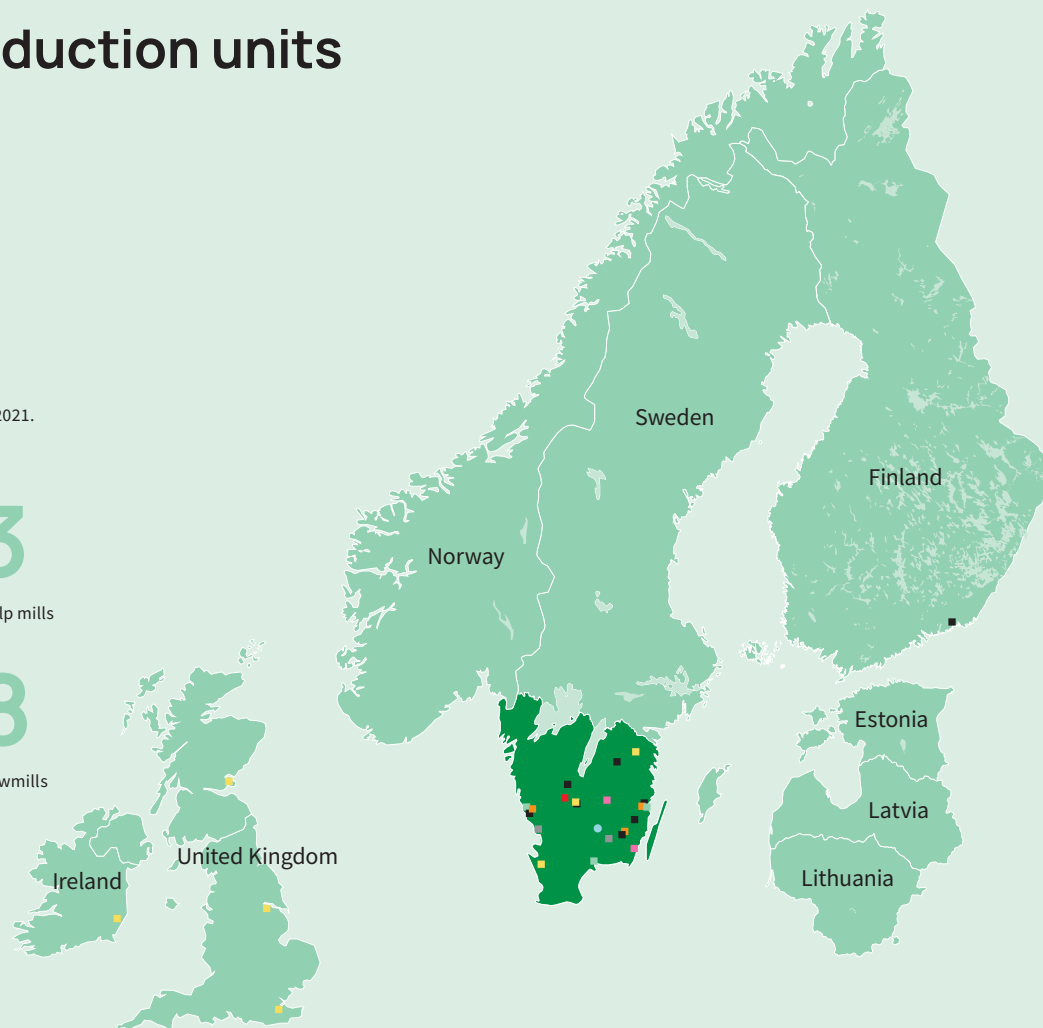 duction units
2021.
3
lp mills
8
wmills
Sweden
Finland
Norway
Estonia
Latvia
United Kingdom
Ireland
Lithuania